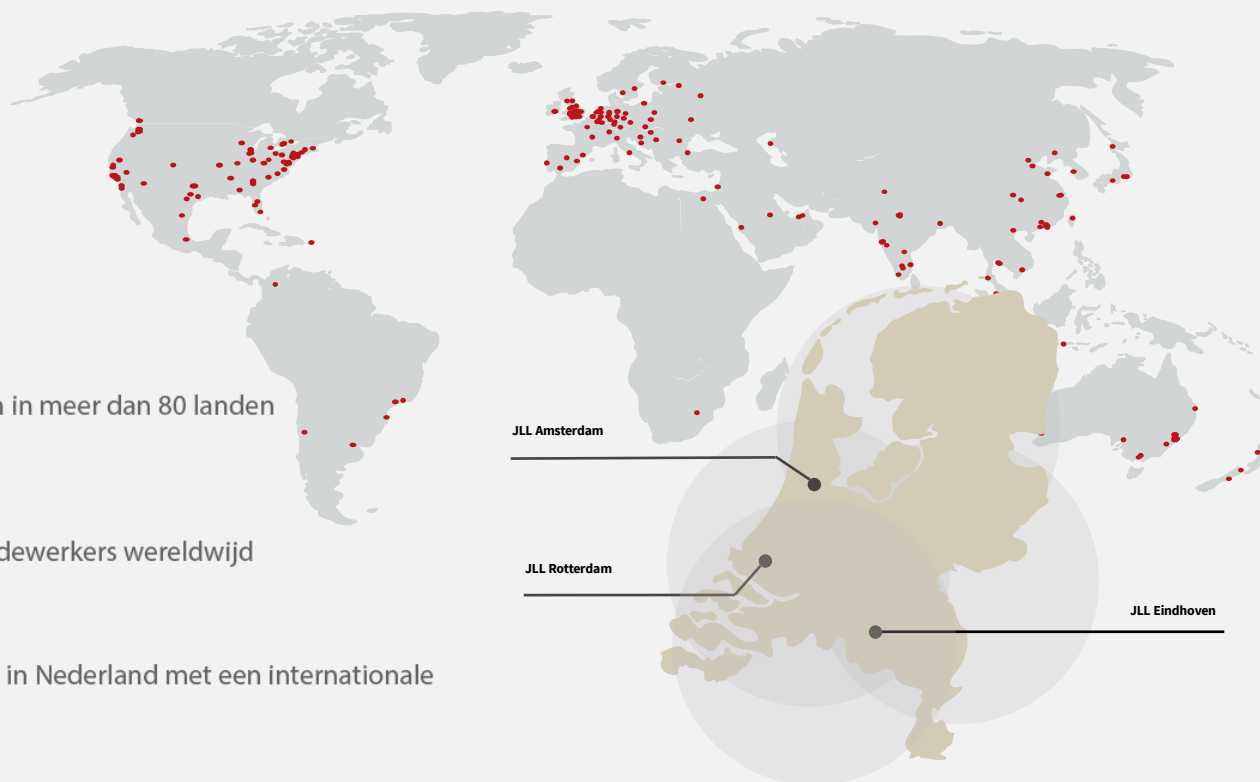 in meer dan 80 landen
JLL Amsterdam
dewerkers wereldwijd
JLL Rotterdam
JLL Eindhoven
in Nederland met een internationale